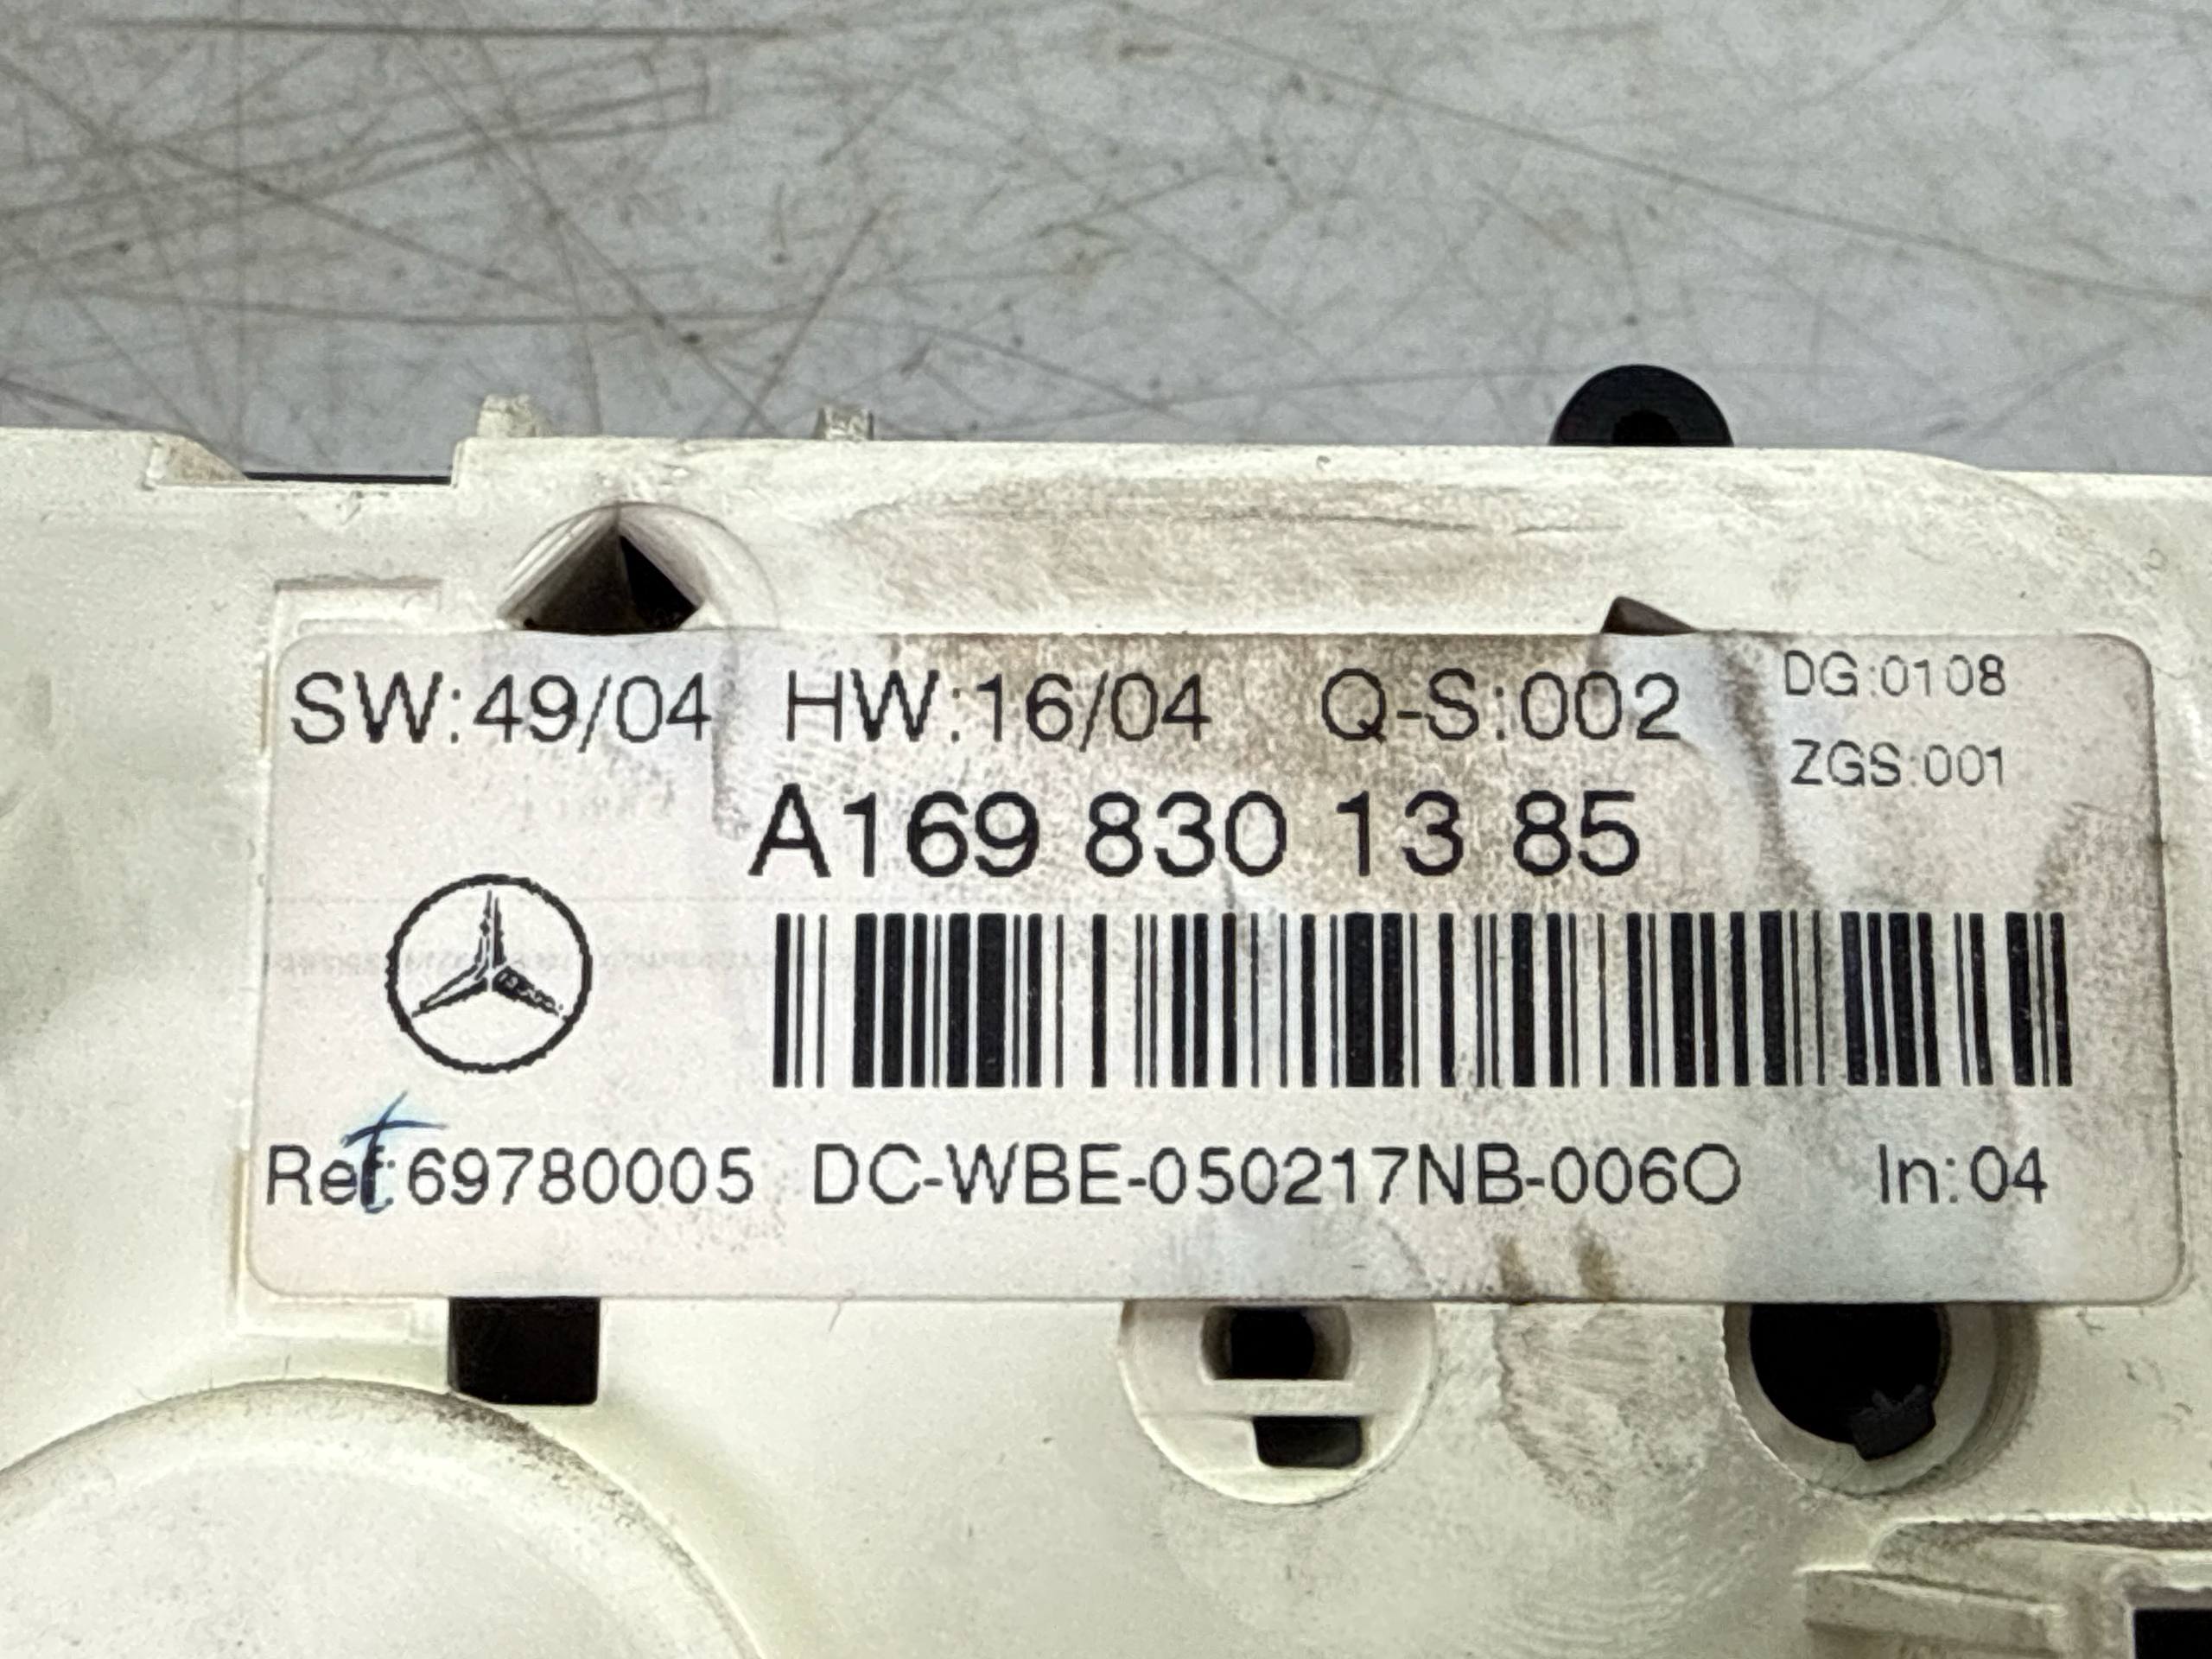 SW:49/04 HW:16/04 Q-S:002 DG:0108
ZGS:001
A169 830 13 85
Ref:69780005 DC-WBE-050217NB-006O In:04